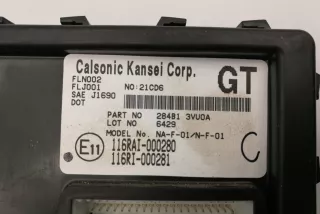 Calsonic Kansei Corp.
GT
FLN002
FLJ001 NO:21CD6
SAE J1690
DOT
PART NO 284B1 3VU0A
LOT NO 6429
MODEL No. NA-F-01/N-F-01
E11 116RAI-000280
116RI-000281
C